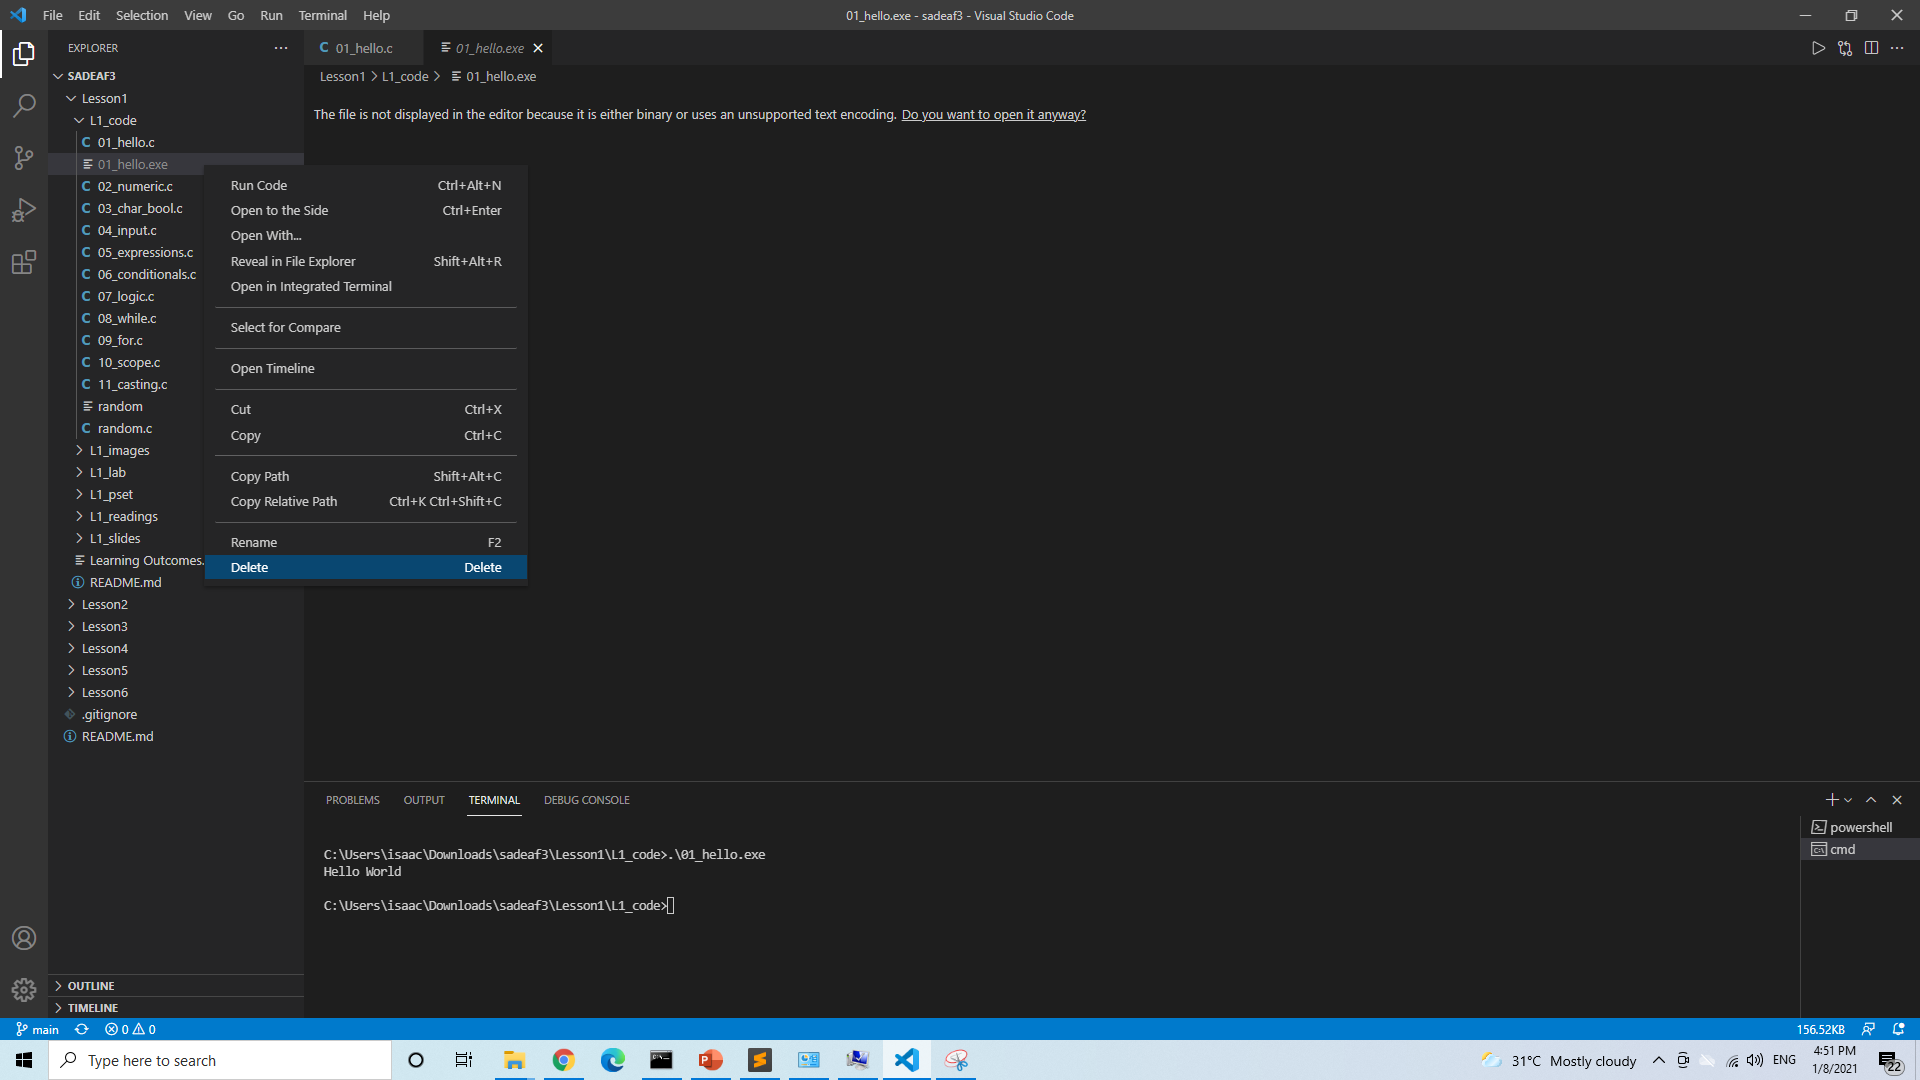 File Edit Selection View Go Run Terminal Help
01_hello.exe - sadeaf3 - Visual Studio Code
EXPLORER
SADEAF3
Lesson1
L1_code
01_hello.c
01_hello.exe
02_numeric.c
03_char_bool.c
04_input.c
05_expressions.c
06_conditionals.c
07_logic.c
08_while.c
09_for.c
10_scope.c
11_casting.c
random
random.c
L1_images
L1_lab
L1_pset
L1_readings
L1_slides
Learning Outcomes.
README.md
Lesson2
Lesson3
Lesson4
Lesson5
Lesson6
.gitignore
README.md
OUTLINE
TIMELINE
01_hello.c 01_hello.exe
Lesson1 > L1_code > 01_hello.exe
The file is not displayed in the editor because it is either binary or uses an unsupported text encoding. Do you want to open it anyway?
Run Code Ctrl+Alt+N
Open to the Side Ctrl+Enter
Open With...
Reveal in File Explorer Shift+Alt+R
Open in Integrated Terminal
Select for Compare
Open Timeline
Cut Ctrl+X
Copy Ctrl+C
Copy Path Shift+Alt+C
Copy Relative Path Ctrl+K Ctrl+Shift+C
Rename F2
Delete Delete
PROBLEMS OUTPUT TERMINAL DEBUG CONSOLE
C:\Users\isaac\Downloads\sadeaf3\Lesson1\L1_code>.\01_hello.exe
Hello World
C:\Users\isaac\Downloads\sadeaf3\Lesson1\L1_code>
powershell
cmd
main 0 0 156.52KB
Type here to search
31°C Mostly cloudy ENG
4:51 PM
1/8/2021
22